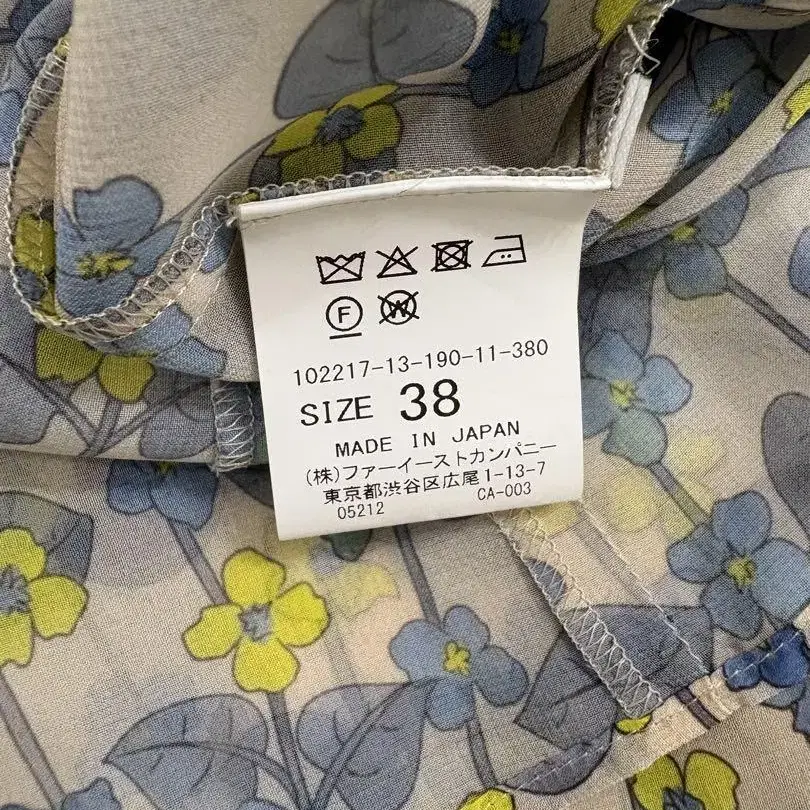 F W
102217-13-190-11-380
SIZE 38
MADE IN JAPAN
(株)ファーイーストカンパニー
東京都渋谷区広尾1-13-7
05212 CA-003